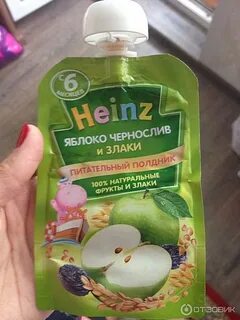 с 6
месяцев
Heinz
ЯБЛОКО ЧЕРНОСЛИВ
И ЗЛАКИ
ПИТАТЕЛЬНЫЙ ПОЛДНИК
100% НАТУРАЛЬНЫЕ
ФРУКТЫ И ЗЛАКИ
ОТЗОВИК